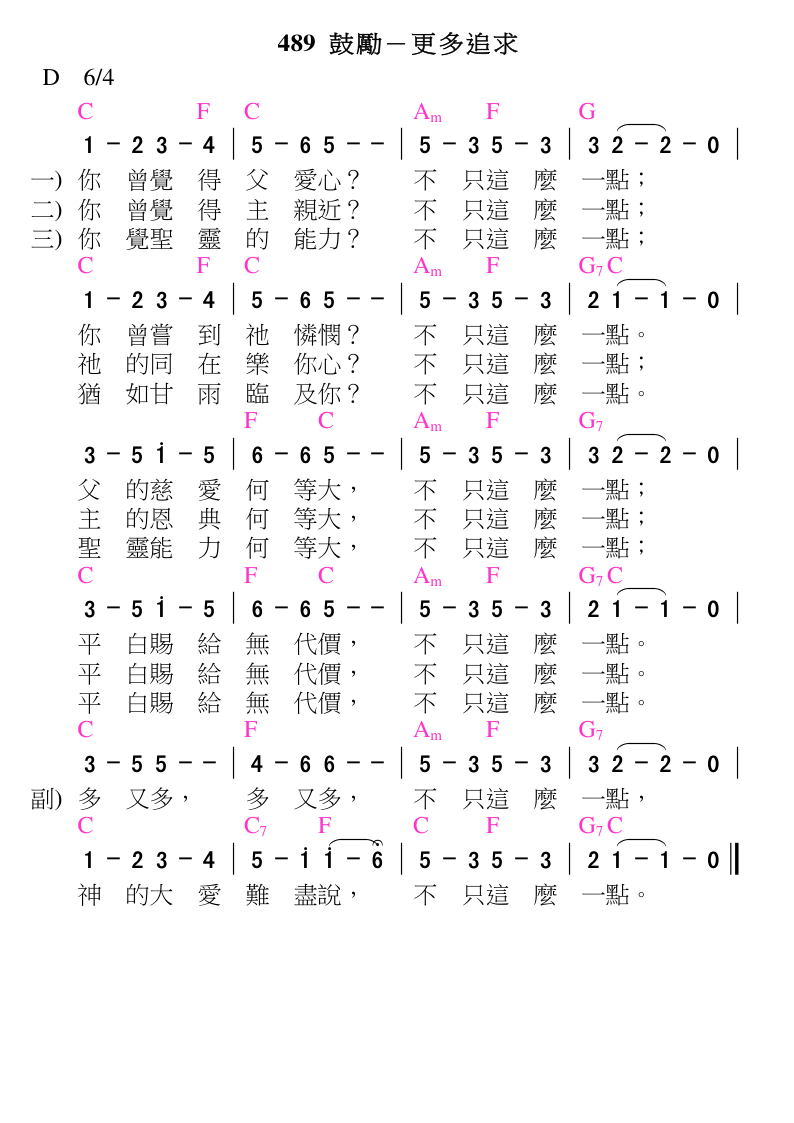 489 鼓勵－更多追求
D 6/4
C F C Am F G
1 - 2 3 - 4 | 5 - 6 5 - - | 5 - 3 5 - 3 | 3 2 - 2 - 0 |
一) 你 曾覺 得 父 愛心？ 不 只這 麼 一點；
二) 你 曾覺 得 主 親近？ 不 只這 麼 一點；
三) 你 覺聖 靈 的 能力？ 不 只這 麼 一點；
C F C Am F G7 C
1 - 2 3 - 4 | 5 - 6 5 - - | 5 - 3 5 - 3 | 2 1 - 1 - 0 |
你 曾嘗 到 祂 憐憫？ 不 只這 麼 一點。
祂 的同 在 樂 你心？ 不 只這 麼 一點；
猶 如甘 雨 臨 及你？ 不 只這 麼 一點。
F C Am F G7
3 - 5 i - 5 | 6 - 6 5 - - | 5 - 3 5 - 3 | 3 2 - 2 - 0 |
父 的慈 愛 何 等大， 不 只這 麼 一點；
主 的恩 典 何 等大， 不 只這 麼 一點；
聖 靈能 力 何 等大， 不 只這 麼 一點；
C F C Am F G7 C
3 - 5 i - 5 | 6 - 6 5 - - | 5 - 3 5 - 3 | 2 1 - 1 - 0 |
平 白賜 給 無 代價， 不 只這 麼 一點。
平 白賜 給 無 代價， 不 只這 麼 一點。
平 白賜 給 無 代價， 不 只這 麼 一點。
C F Am F G7
3 - 5 5 - - | 4 - 6 6 - - | 5 - 3 5 - 3 | 3 2 - 2 - 0 |
副) 多 又多， 多 又多， 不 只這 麼 一點，
C C7 F C F G7 C
1 - 2 3 - 4 | 5 - i i - 6 | 5 - 3 5 - 3 | 2 1 - 1 - 0 ‖
神 的大 愛 難 盡說， 不 只這 麼 一點。